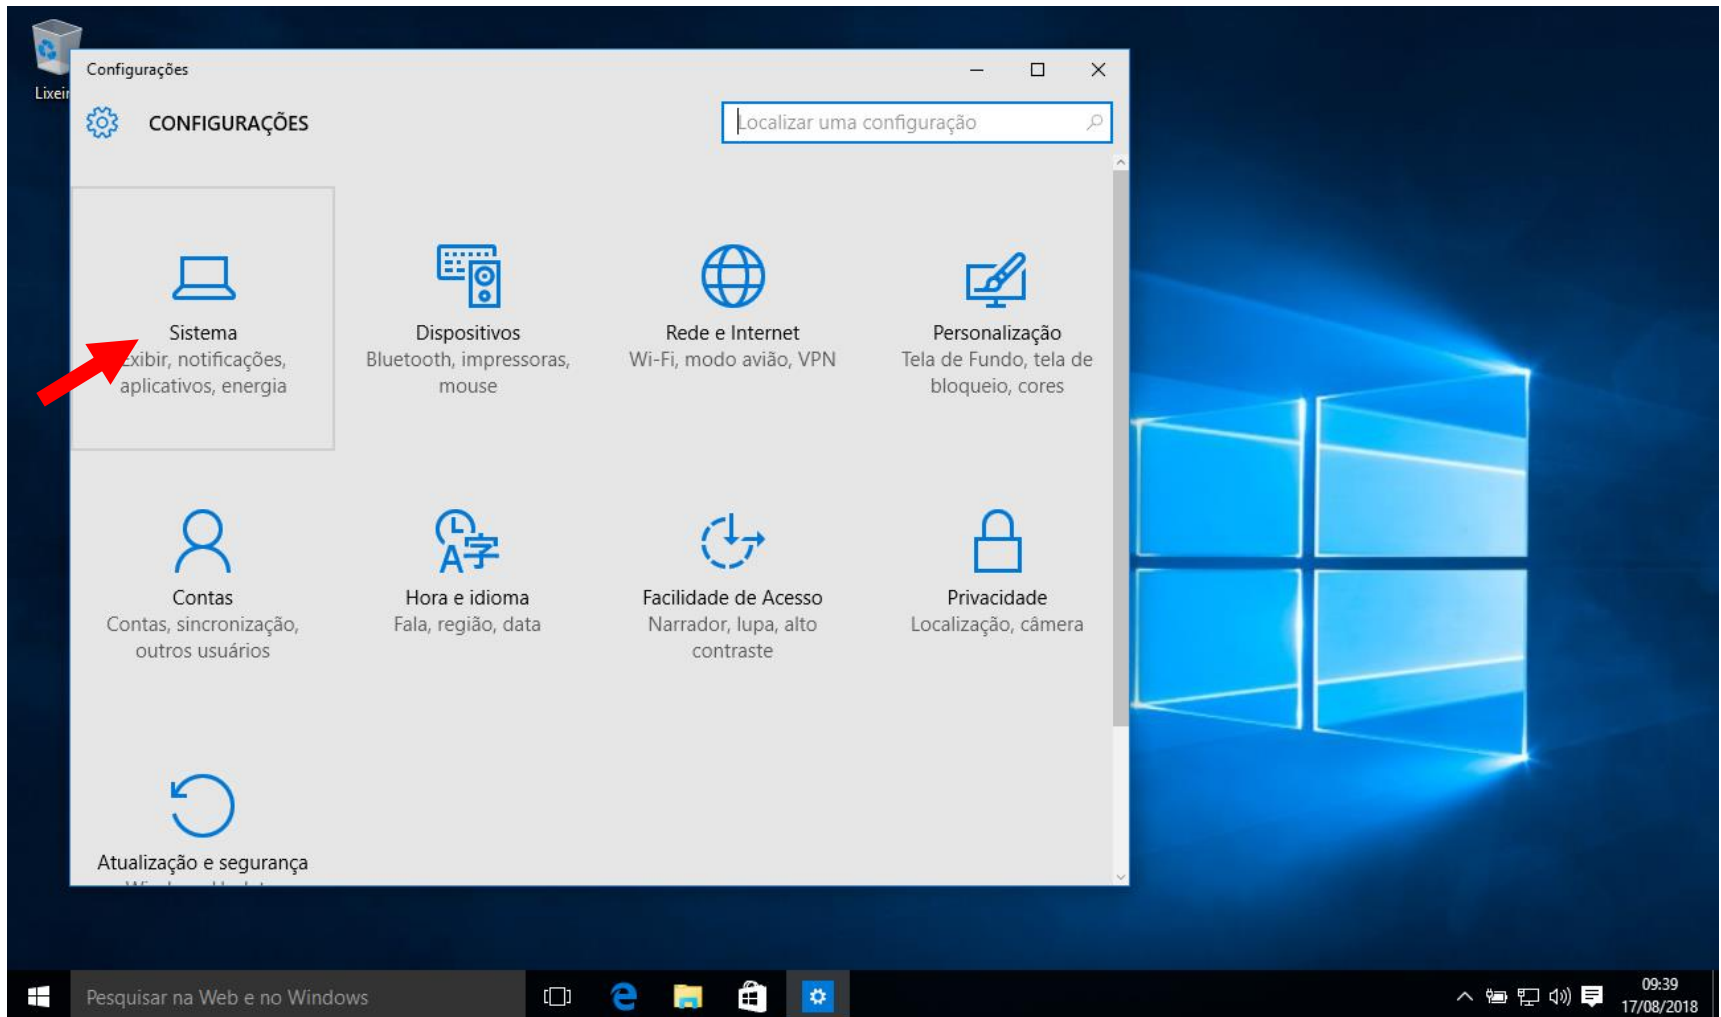 Lixeir
Configurações
CONFIGURAÇÕES
Localizar uma configuração
Sistema
Exibir, notificações,
aplicativos, energia
Dispositivos
Bluetooth, impressoras,
mouse
Rede e Internet
Wi-Fi, modo avião, VPN
Personalização
Tela de Fundo, tela de
bloqueio, cores
Contas
Contas, sincronização,
outros usuários
Hora e idioma
Fala, região, data
Facilidade de Acesso
Narrador, lupa, alto
contraste
Privacidade
Localização, câmera
Atualização e segurança
Pesquisar na Web e no Windows
09:39
17/08/2018